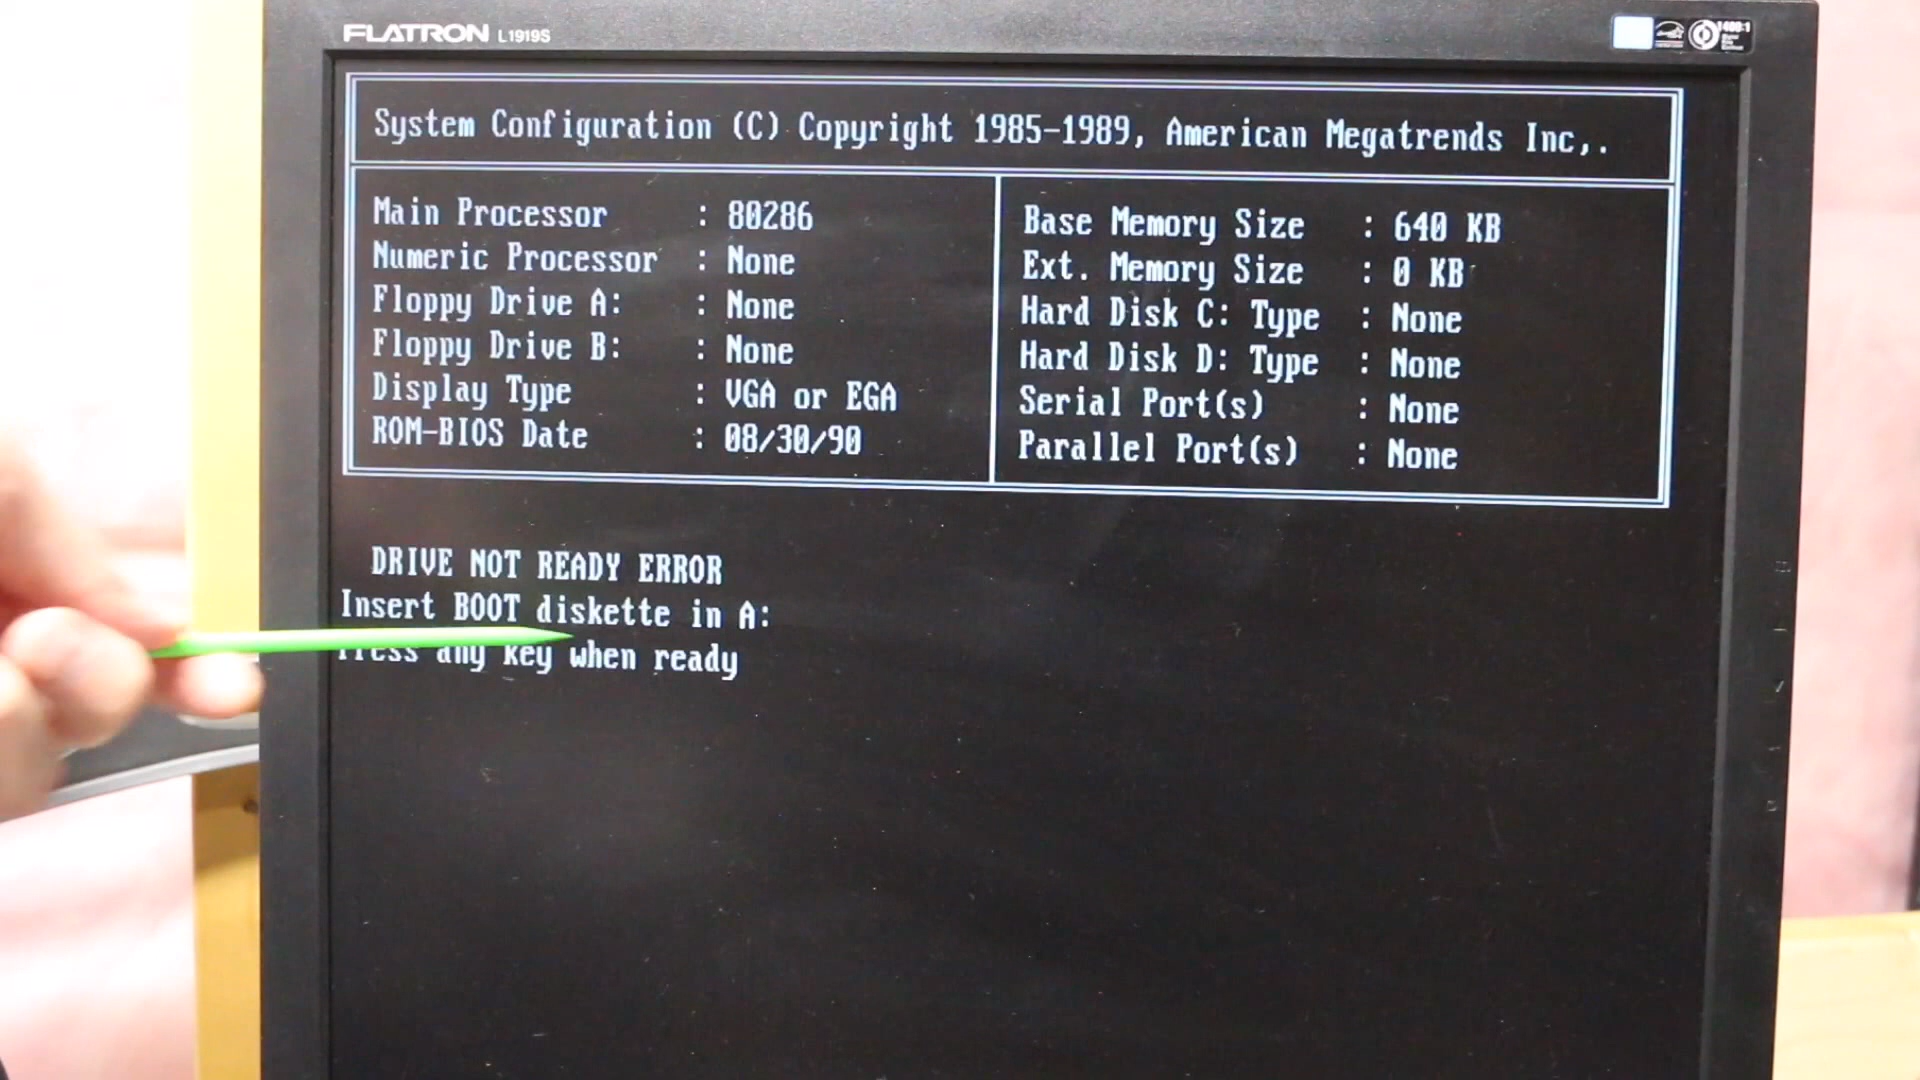 FLATRON L1919S
System Configuration (C) Copyright 1985-1989, American Megatrends Inc,.
Main Processor : 80286
Numeric Processor : None
Floppy Drive A: : None
Floppy Drive B: : None
Display Type : VGA or EGA
ROM-BIOS Date : 08/30/90
Base Memory Size : 640 KB
Ext. Memory Size : 0 KB
Hard Disk C: Type : None
Hard Disk D: Type : None
Serial Port(s) : None
Parallel Port(s) : None
DRIVE NOT READY ERROR
Insert BOOT diskette in A:
Press any key when ready